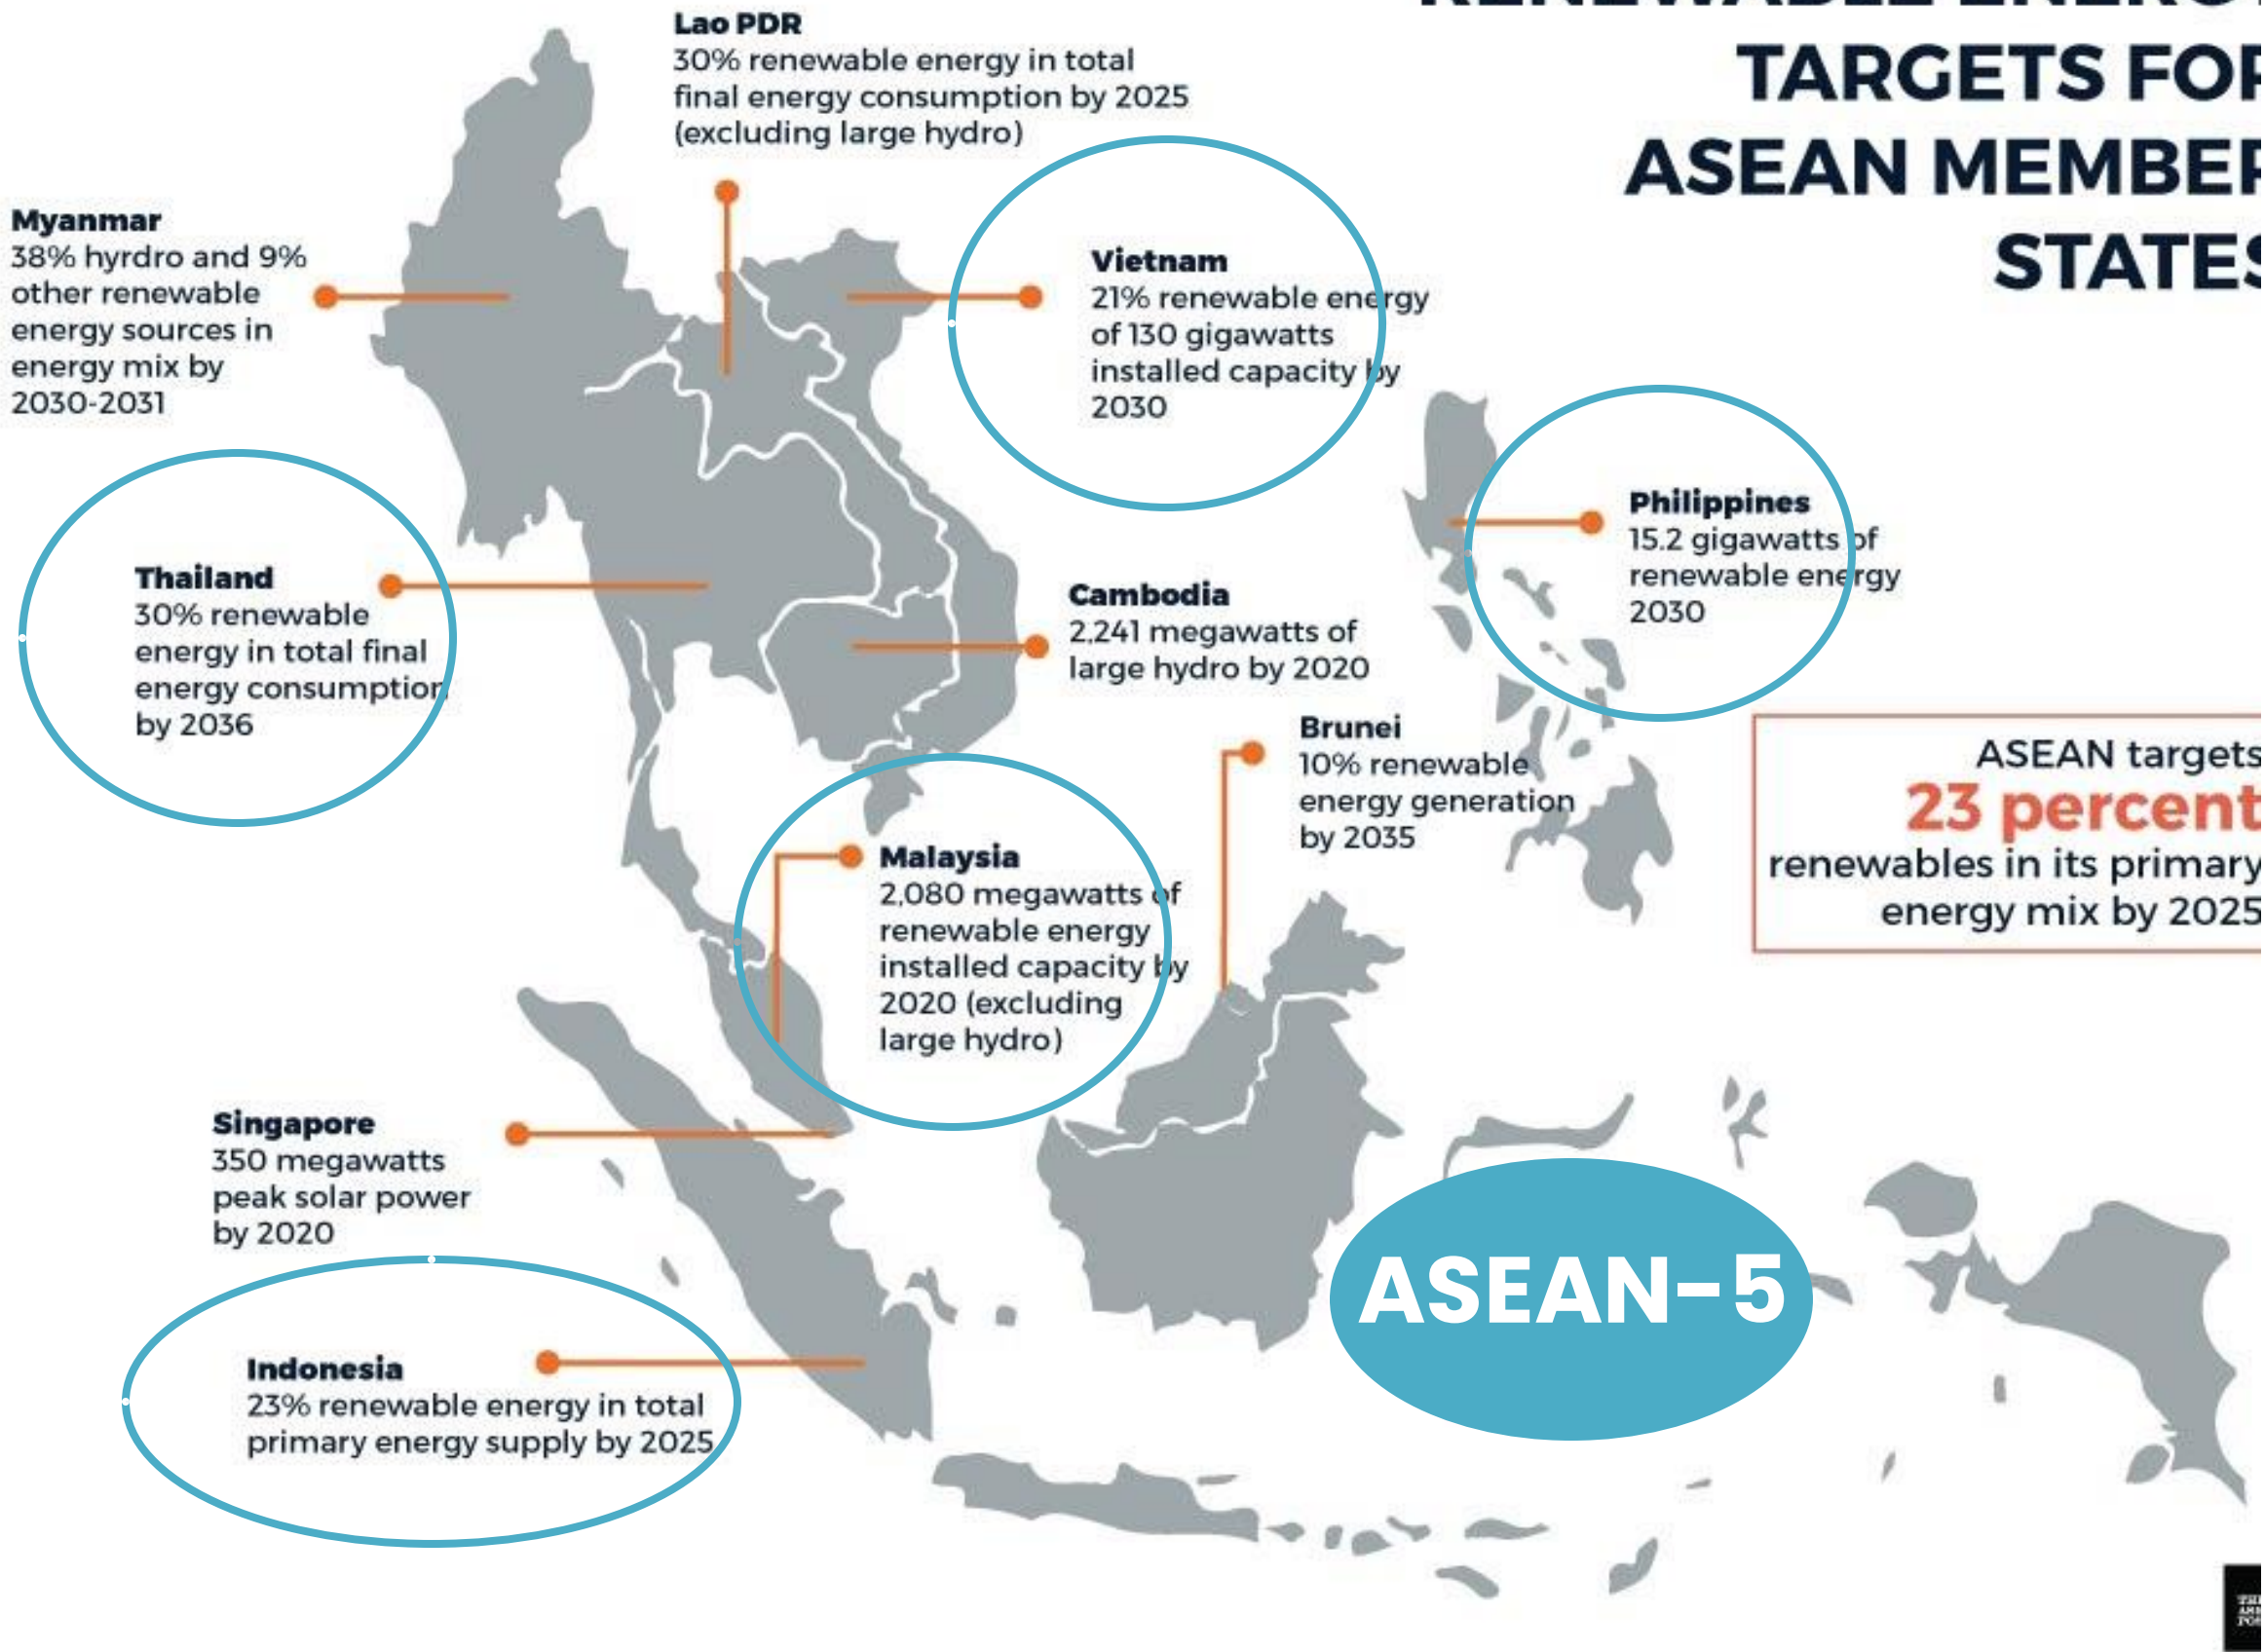 RENEWABLE ENERG
TARGETS FOR
ASEAN MEMBER
STATES
Lao PDR
30% renewable energy in total
final energy consumption by 2025
(excluding large hydro)
Myanmar
38% hyrdro and 9%
other renewable
energy sources in
energy mix by
2030-2031
Vietnam
21% renewable energy
of 130 gigawatts
installed capacity by
2030
Philippines
15.2 gigawatts of
renewable energy
2030
Thailand
30% renewable
energy in total final
energy consumption
by 2036
Cambodia
2,241 megawatts of
large hydro by 2020
Brunei
10% renewable
energy generation
by 2035
ASEAN targets
23 percent
renewables in its primary
energy mix by 2025
Malaysia
2,080 megawatts of
renewable energy
installed capacity by
2020 (excluding
large hydro)
Singapore
350 megawatts
peak solar power
by 2020
ASEAN-5
Indonesia
23% renewable energy in total
primary energy supply by 2025